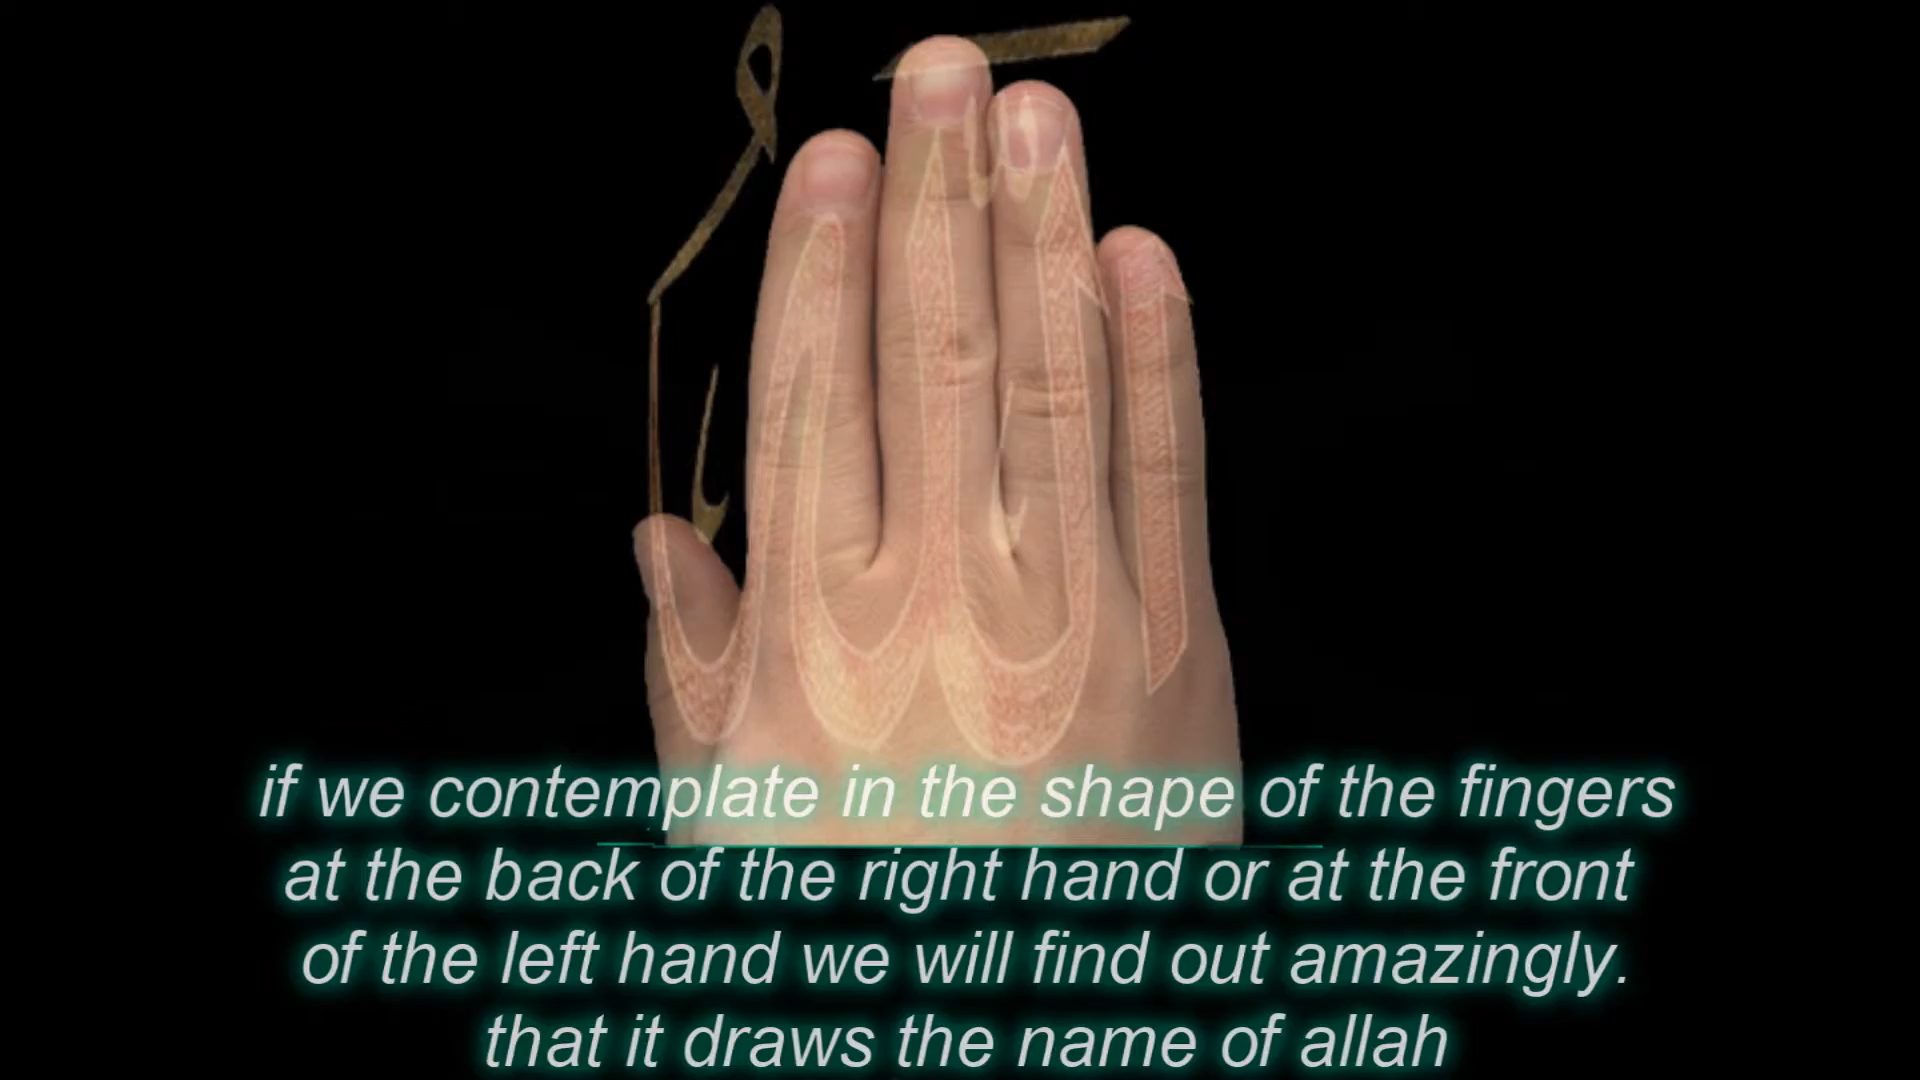 الله
if we contemplate in the shape of the fingers
at the back of the right hand or at the front
of the left hand we will find out amazingly.
that it draws the name of allah